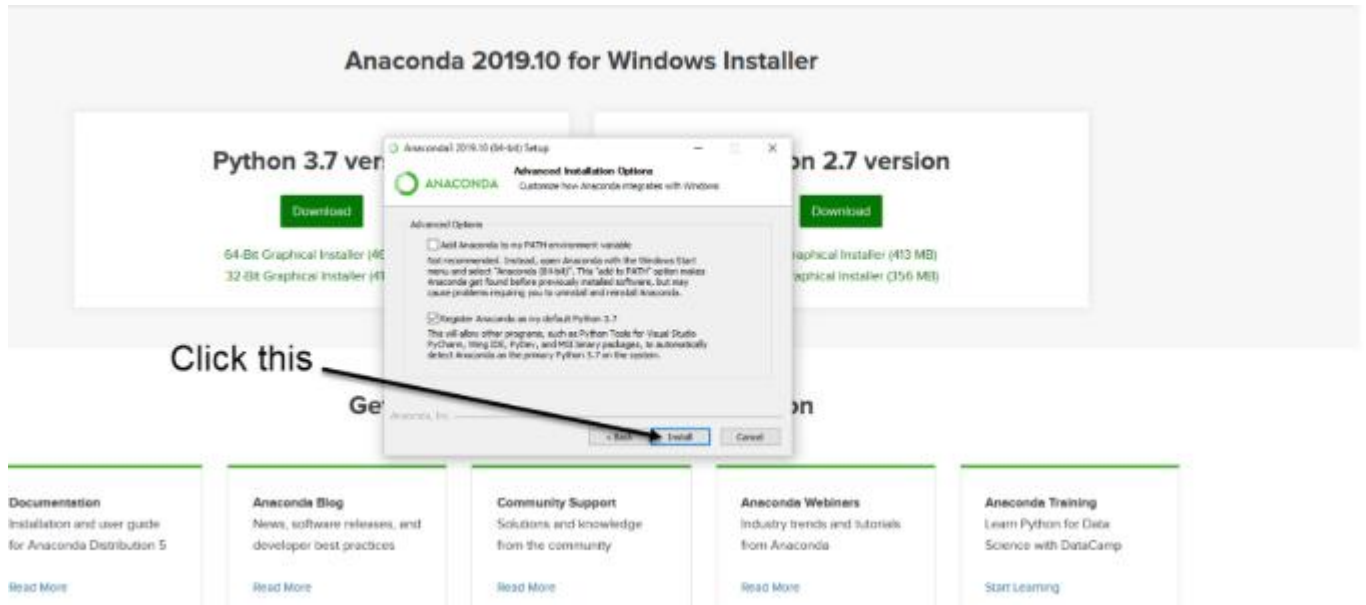 Anaconda 2019.10 for Windows Installer
Python 3.7 ver
Download
64-Bit Graphical Installer (46
32-Bit Graphical Installer (41
on 2.7 version
Download
raphical Installer (413 MB)
aphical Installer (356 MB)
Anaconda3 2019.10 (64-bit) Setup
ANACONDA
Advanced Installation Options
Customize how Anaconda integrates with Windows
Advanced Options
Add Anaconda to my PATH environment variable
Not recommended. Instead, open Anaconda with the Windows Start
menu and select "Anaconda (64-bit)". This "add to PATH" option makes
Anaconda get found before previously installed software, but may
cause problems requiring you to uninstall and reinstall Anaconda.
Register Anaconda as my default Python 3.7
This will allow other programs, such as Python Tools for Visual Studio
PyCharm, Wing IDE, PyDev, and MSI binary packages, to automatically
detect Anaconda as the primary Python 3.7 on the system.
Anaconda, Inc.
< Back
Install
Cancel
Click this
Ge
on
Documentation
Installation and user guide
for Anaconda Distribution 5
Read More
Anaconda Blog
News, software releases, and
developer best practices
Read More
Community Support
Solutions and knowledge
from the community
Read More
Anaconda Webinars
Industry trends and tutorials
from Anaconda
Read More
Anaconda Training
Learn Python for Data
Science with DataCamp
Start Learning